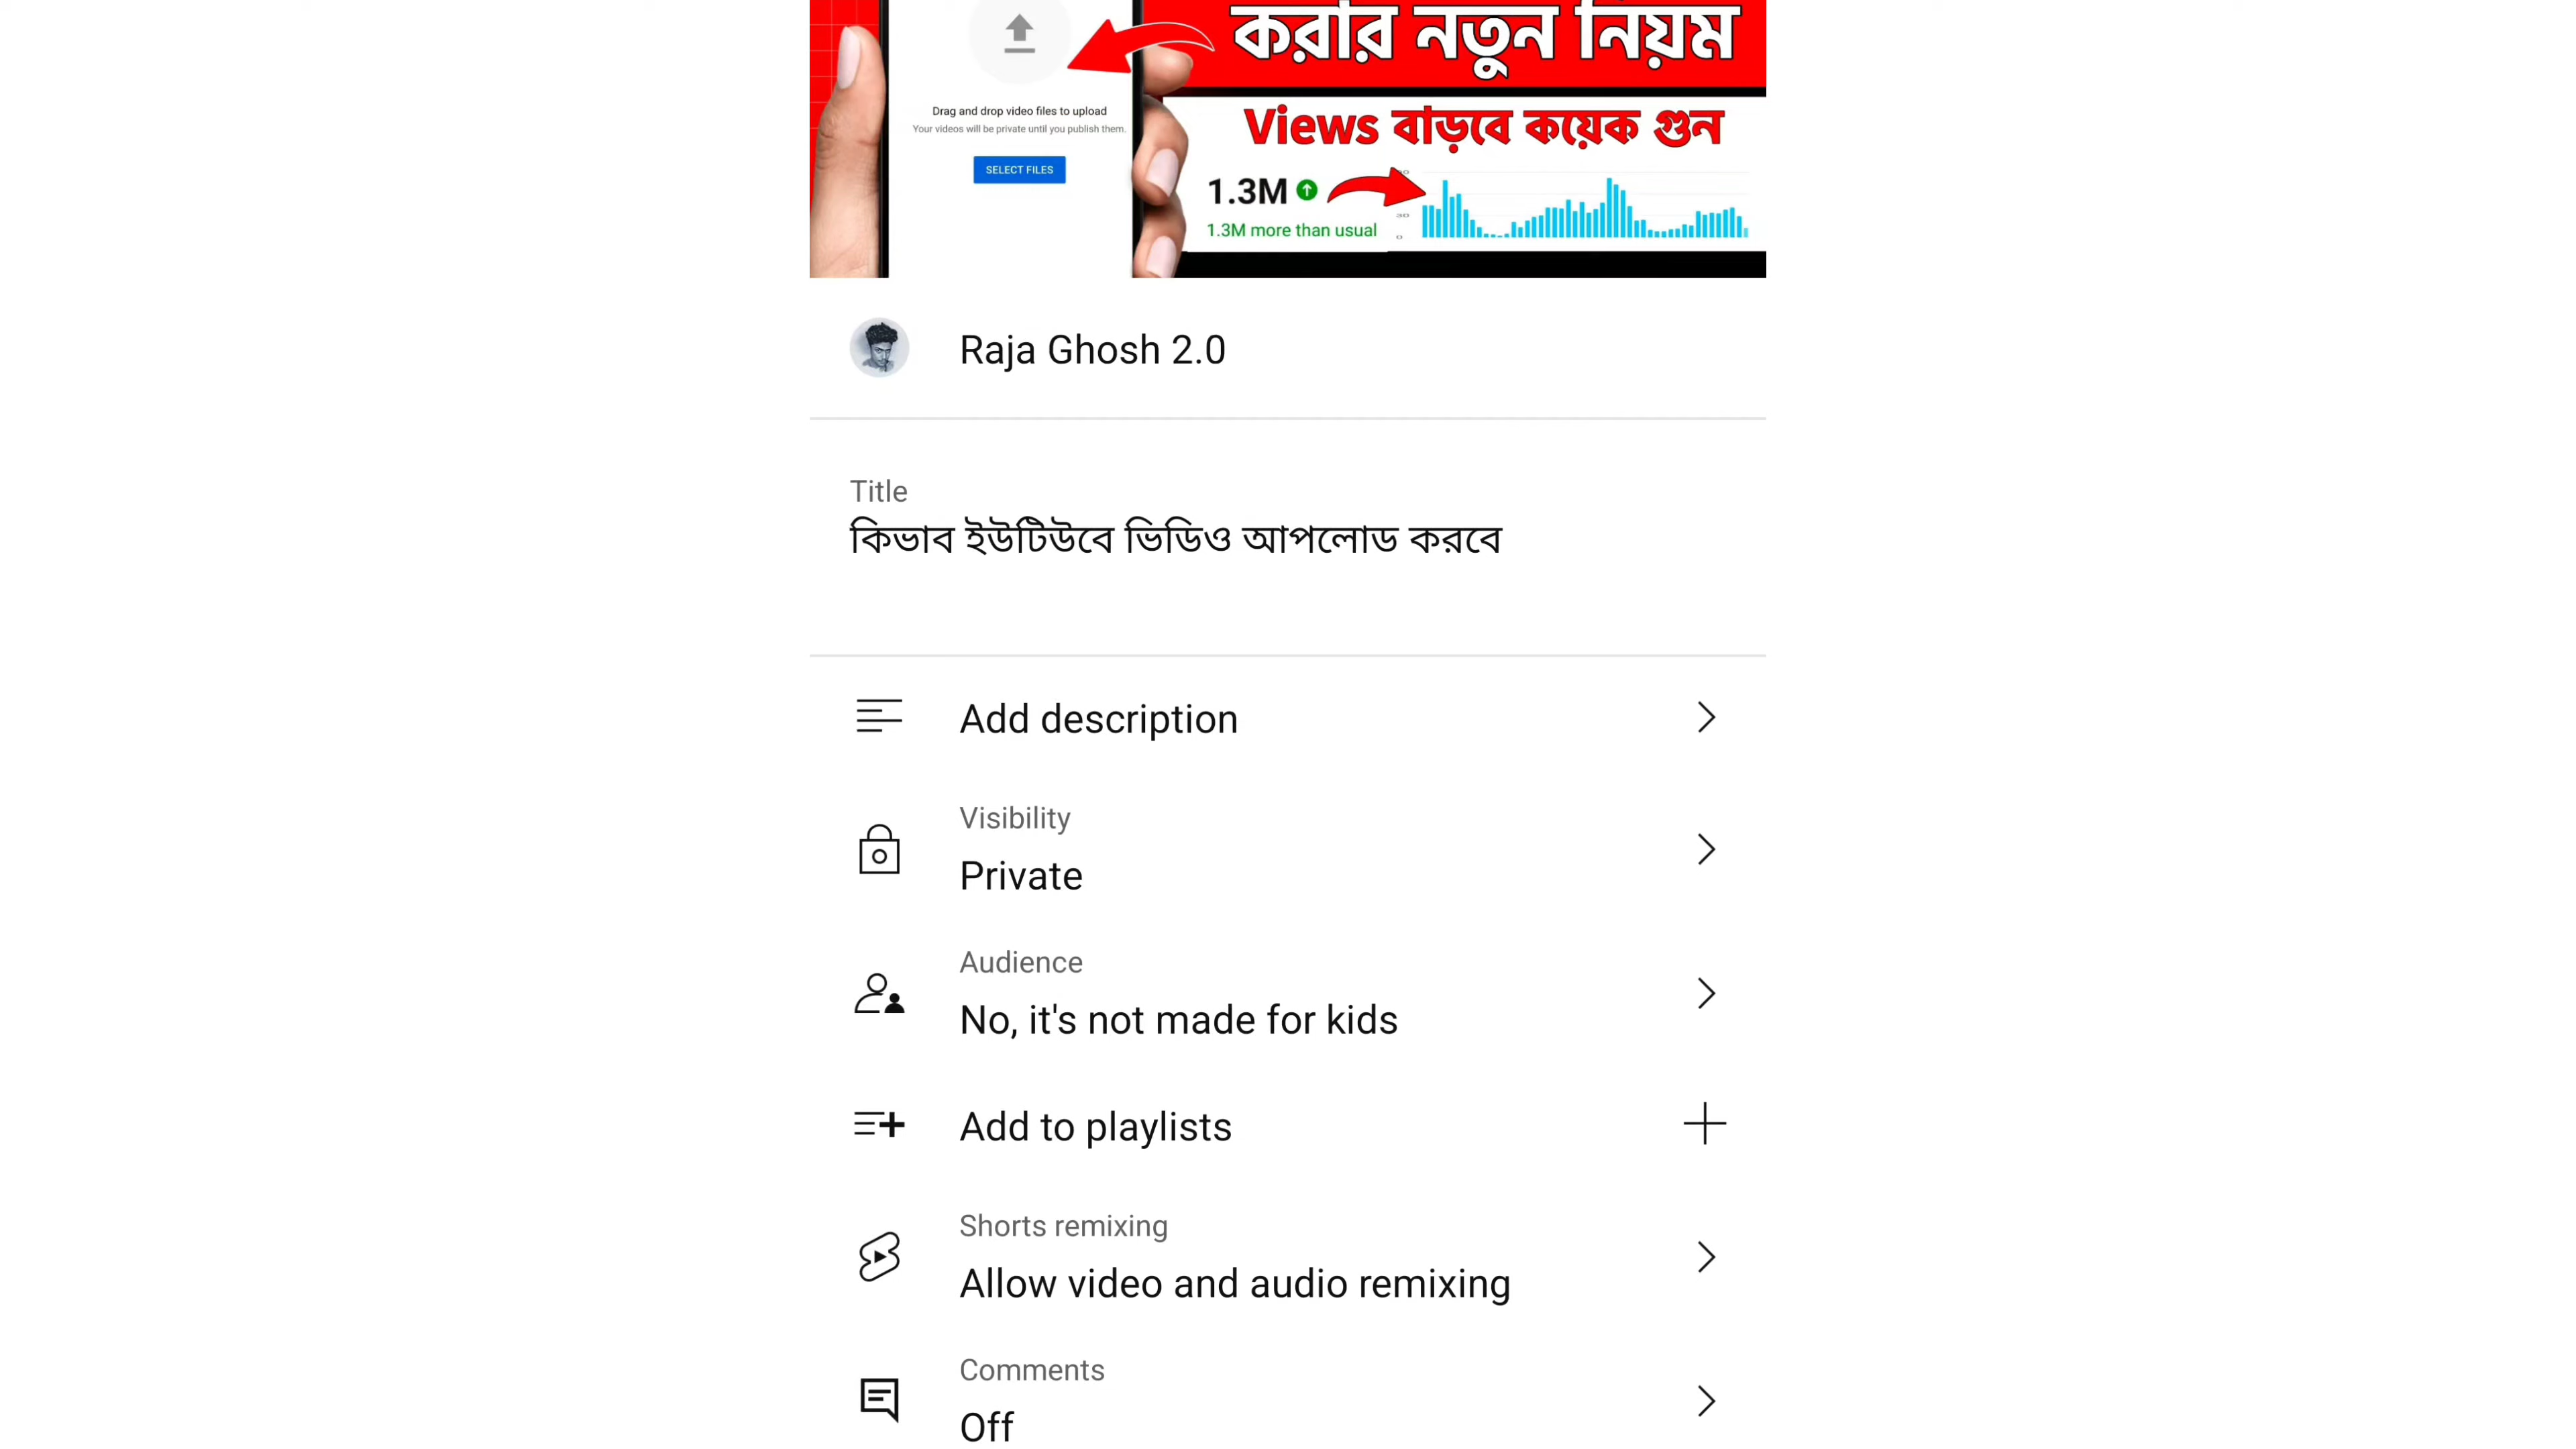 করার নতুন নিয়ম
Drag and drop video files to upload
Your videos will be private until you publish them.
SELECT FILES
Views বাড়বে কয়েক গুন
1.3M
1.3M more than usual
30
0
Raja Ghosh 2.0
Title
কিভাব ইউটিউবে ভিডিও আপলোড করবে
Add description
Visibility
Private
Audience
No, it's not made for kids
Add to playlists
Shorts remixing
Allow video and audio remixing
Comments
Off